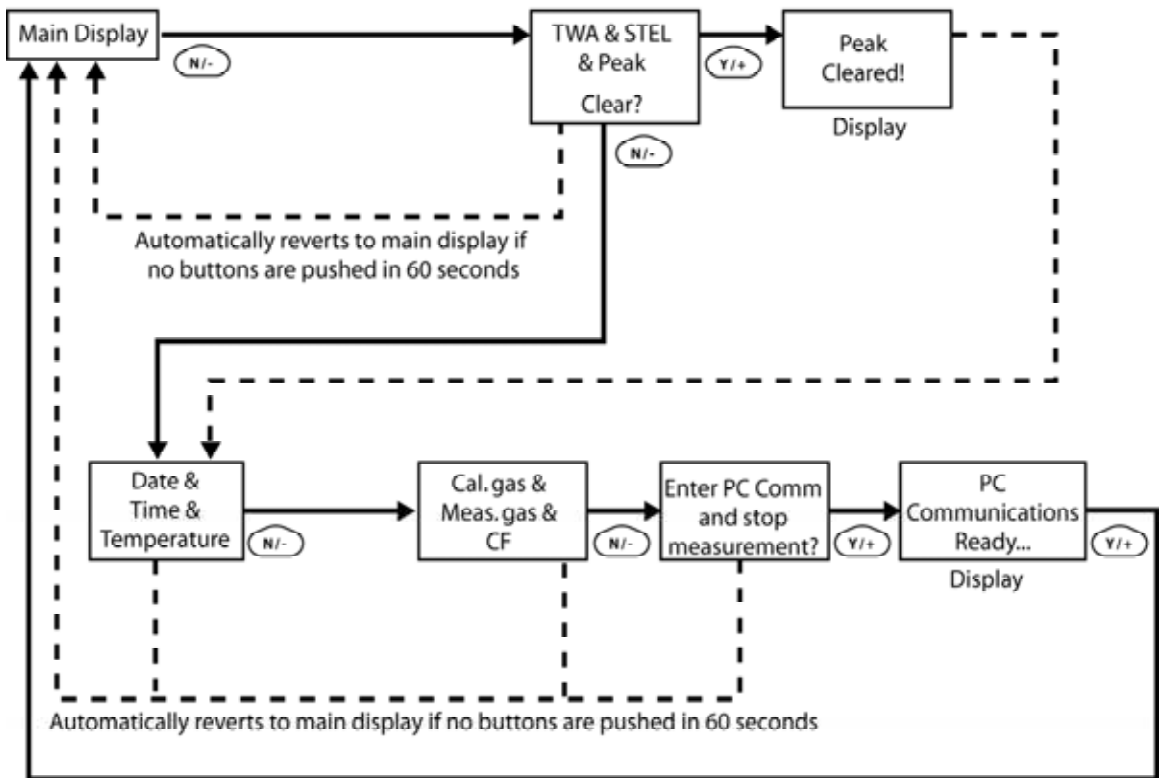 Main Display
N/-
TWA & STEL
& Peak
Clear?
Y/+
Peak
Cleared!
Display
N/-
Automatically reverts to main display if
no buttons are pushed in 60 seconds
Date &
Time &
Temperature
N/-
Cal. gas &
Meas. gas &
CF
N/-
Enter PC Comm
and stop
measurement?
Y/+
PC
Communications
Ready...
Y/+
Display
Automatically reverts to main display if no buttons are pushed in 60 seconds